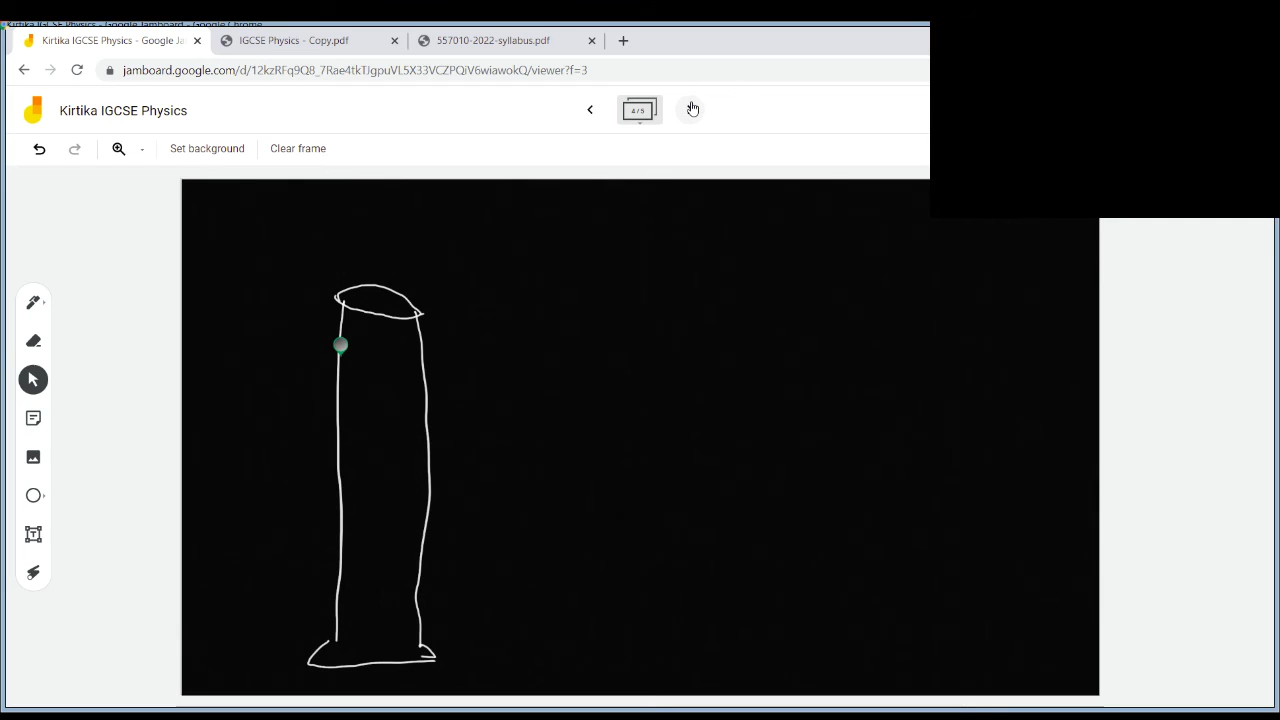 Kirtika IGCSE Physics - Google Jamboard - Google Chrome
Kirtika IGCSE Physics - Google Ja
IGCSE Physics - Copy.pdf
557010-2022-syllabus.pdf
jamboard.google.com/d/12kzRFq9Q8_7Rae4tkTJgpuVL5X33VCZPQiV6wiawokQ/viewer?f=3
Kirtika IGCSE Physics
4 / 5
Set background
Clear frame